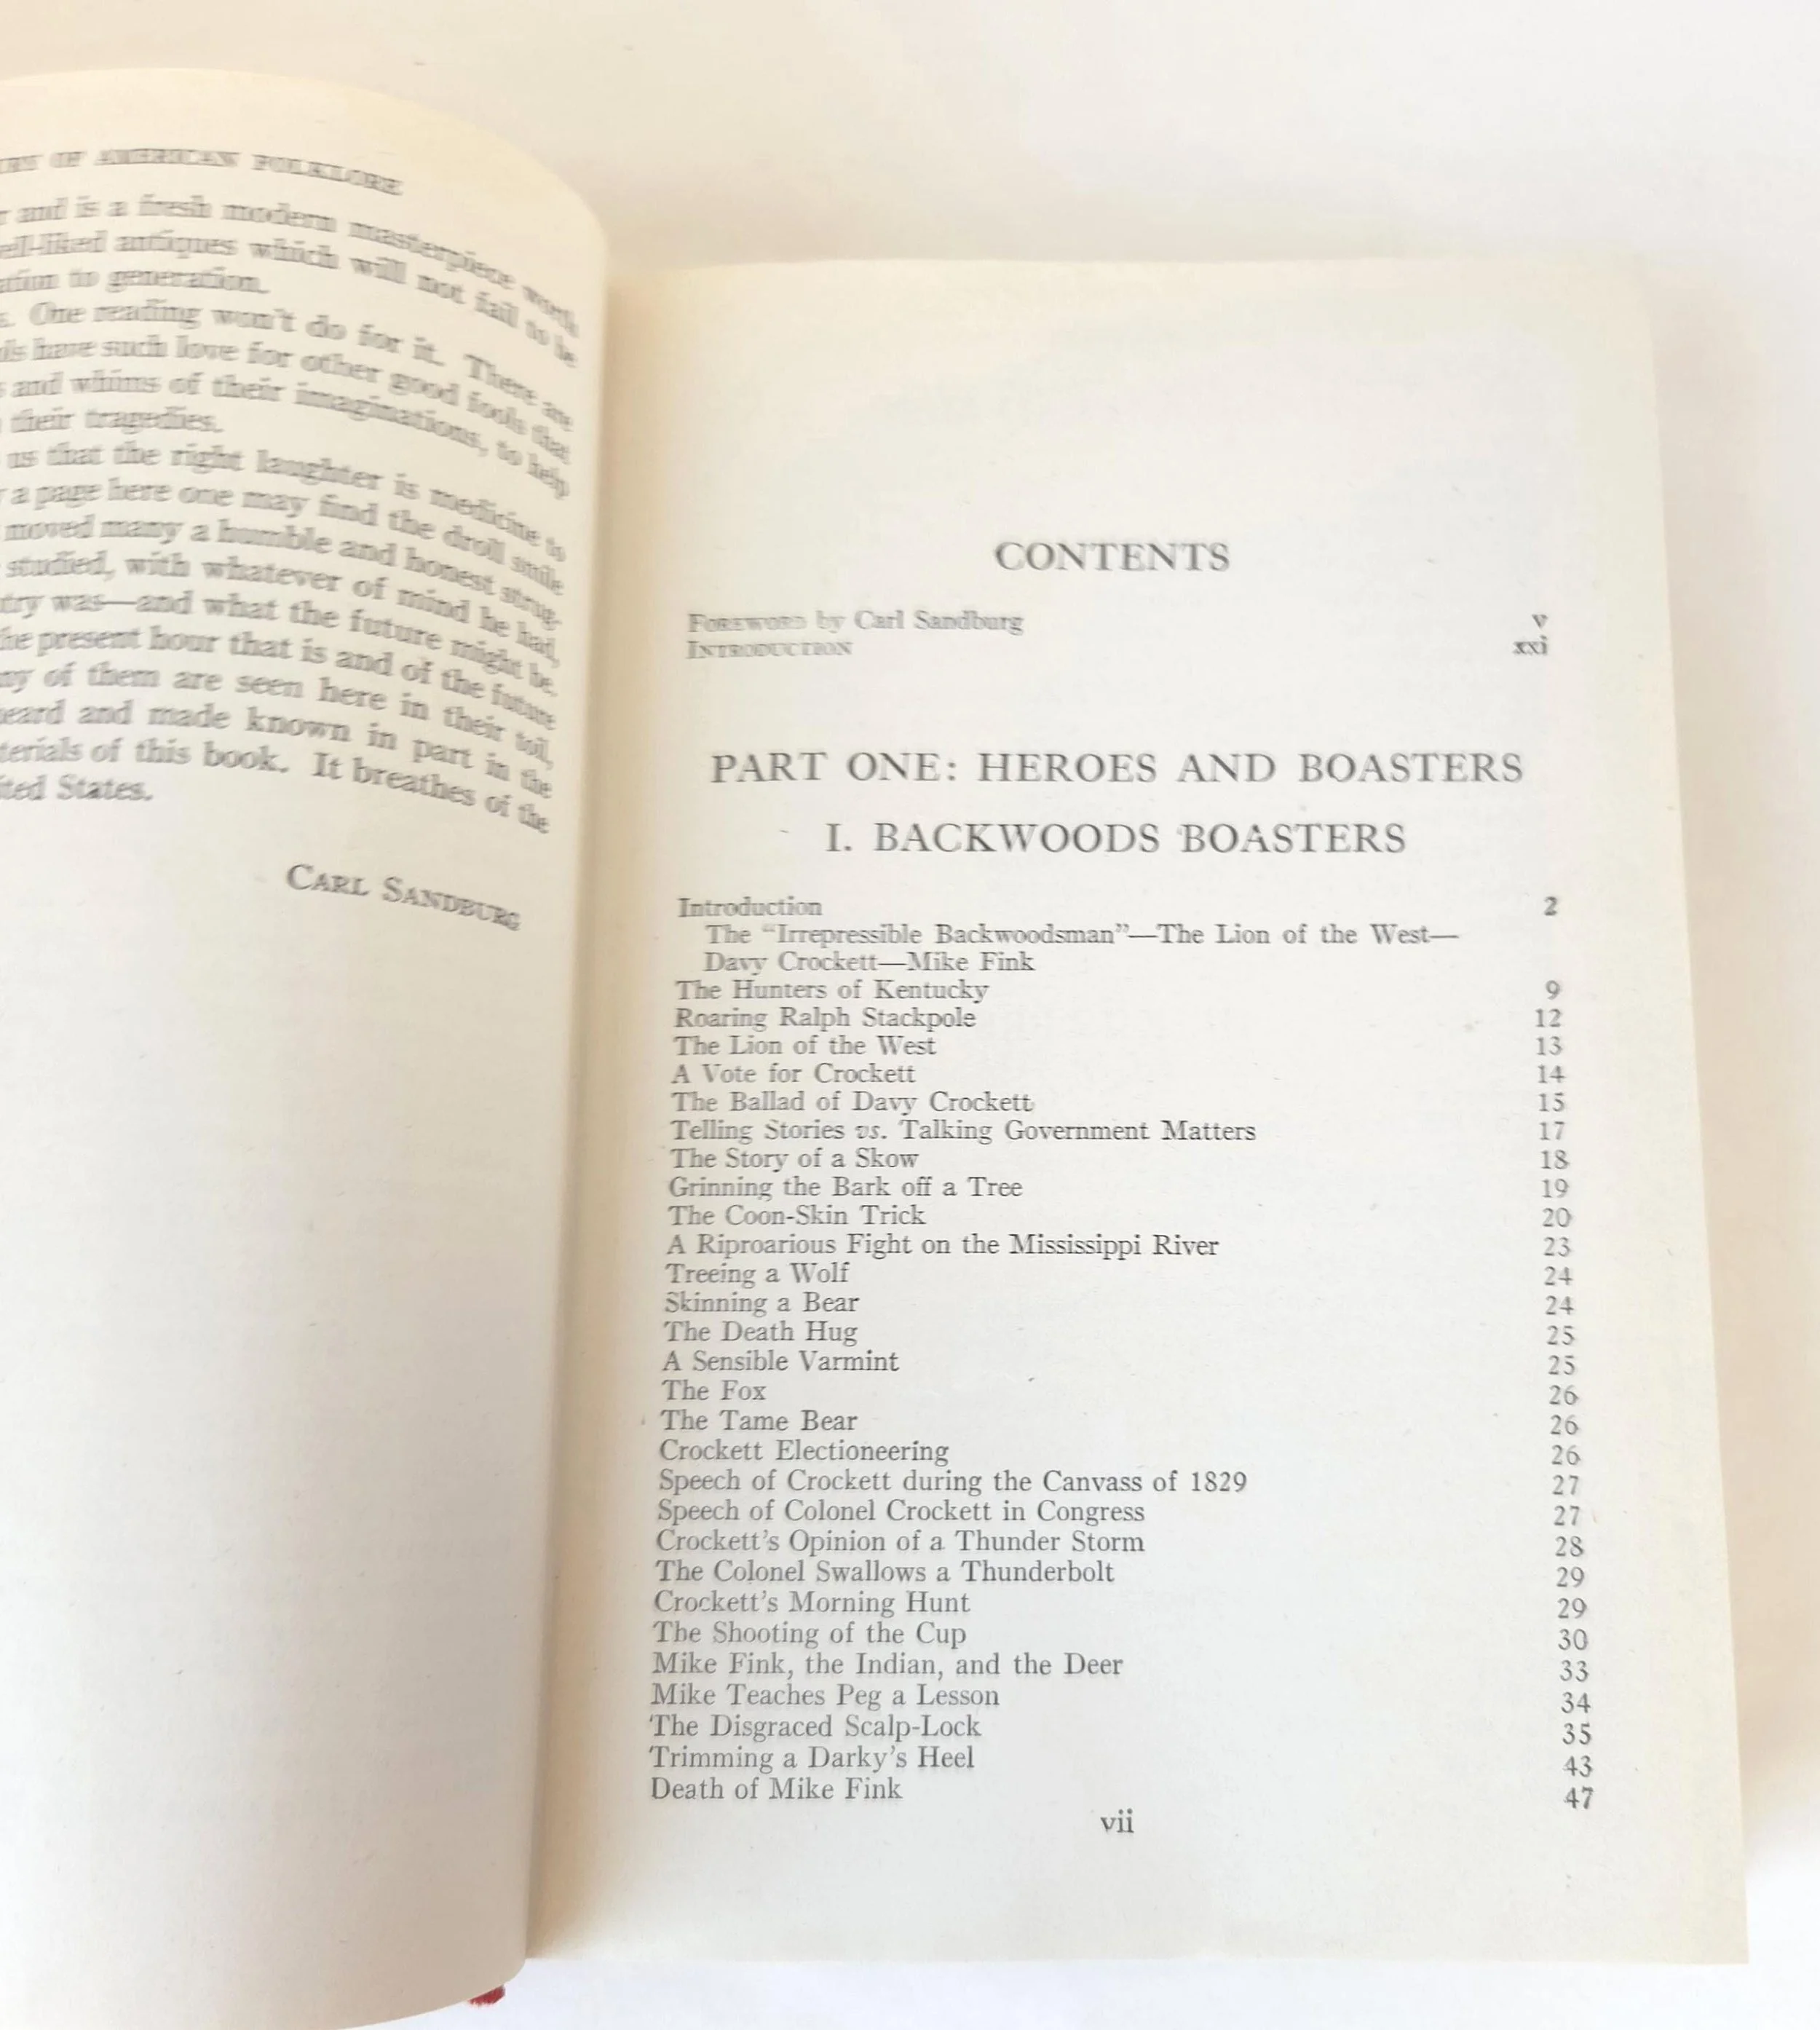 OF AMERICAN FOLKLORE
and is a fresh modern masterpiece worth
antiques which will not fail to be
to generation.
One reading won't do for it. There are
have such love for other good fools that
and whims of their imaginations, to help
their tragedies.
us that the right laughter is medicine to
a page here one may find the droll smile
moved many a humble and honest strug-
studied, with whatever of mind he had,
was—and what the future might be.
present hour that is and of the future
of them are seen here in their toil,
and made known in part in the
of this book. It breathes of the
States.
CARL SANDBURG
CONTENTS
FOREWORD by Carl Sandburg v
INTRODUCTION xxi
PART ONE: HEROES AND BOASTERS
I. BACKWOODS BOASTERS
Introduction 2
The "Irrepressible Backwoodsman"—The Lion of the West—
Davy Crockett—Mike Fink
The Hunters of Kentucky 9
Roaring Ralph Stackpole 12
The Lion of the West 13
A Vote for Crockett 14
The Ballad of Davy Crockett 15
Telling Stories vs. Talking Government Matters 17
The Story of a Skow 18
Grinning the Bark off a Tree 19
The Coon-Skin Trick 20
A Riproarious Fight on the Mississippi River 23
Treeing a Wolf 24
Skinning a Bear 24
The Death Hug 25
A Sensible Varmint 25
The Fox 26
The Tame Bear 26
Crockett Electioneering 26
Speech of Crockett during the Canvass of 1829 27
Speech of Colonel Crockett in Congress 27
Crockett's Opinion of a Thunder Storm 28
The Colonel Swallows a Thunderbolt 29
Crockett's Morning Hunt 29
The Shooting of the Cup 30
Mike Fink, the Indian, and the Deer 33
Mike Teaches Peg a Lesson 34
The Disgraced Scalp-Lock 35
Trimming a Darky's Heel 43
Death of Mike Fink 47
vii